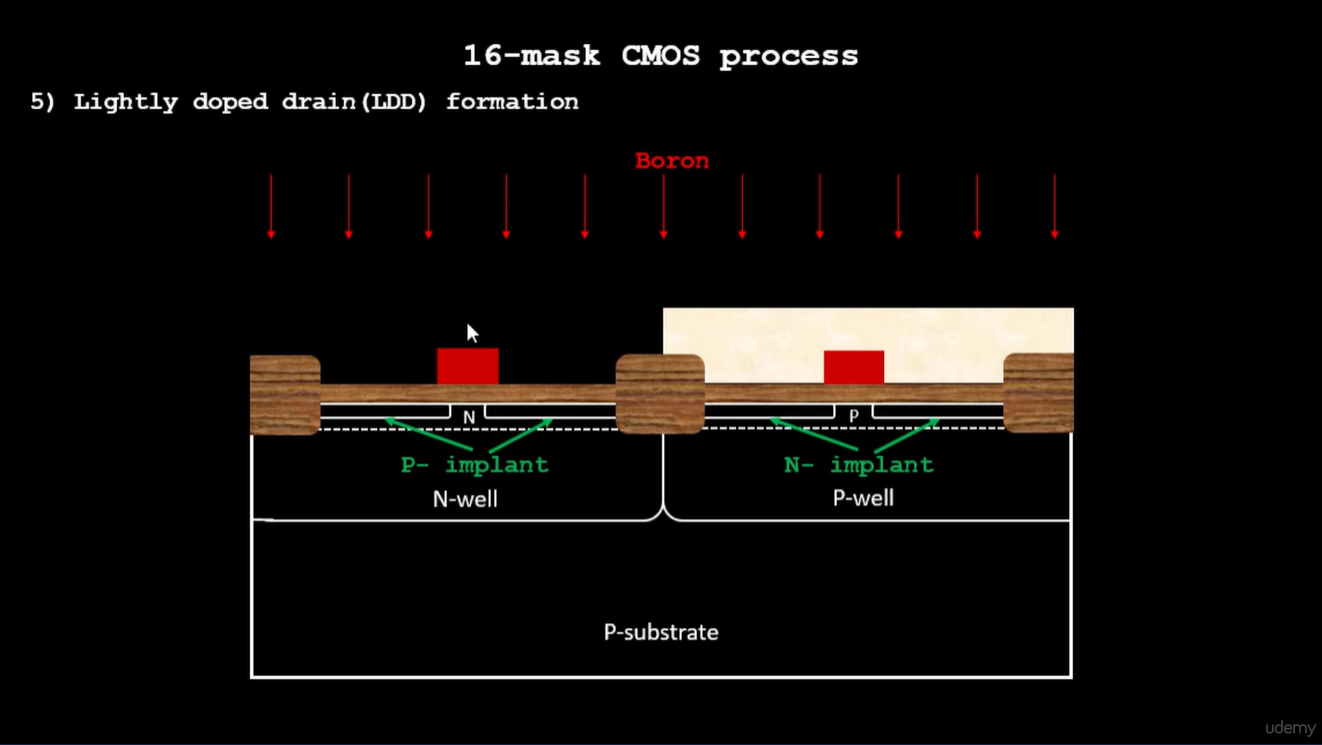 16-mask CMOS process
5) Lightly doped drain(LDD) formation
Boron
N
P
P- implant
N- implant
N-well
P-well
P-substrate
udemy